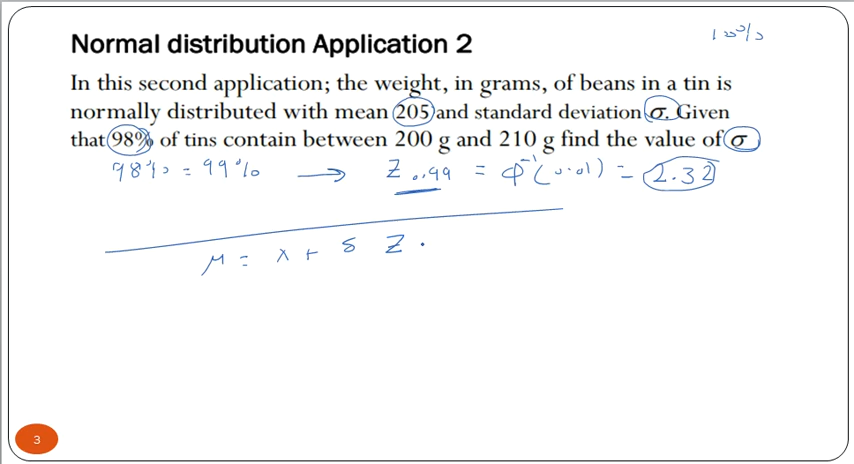 100%
Normal distribution Application 2
In this second application; the weight, in grams, of beans in a tin is
normally distributed with mean 205 and standard deviation σ. Given
that 98% of tins contain between 200 g and 210 g find the value of σ
98% = 99% → Z 0.99 = Φ⁻¹(0.01) = 2.32
μ = x + s Z .
3